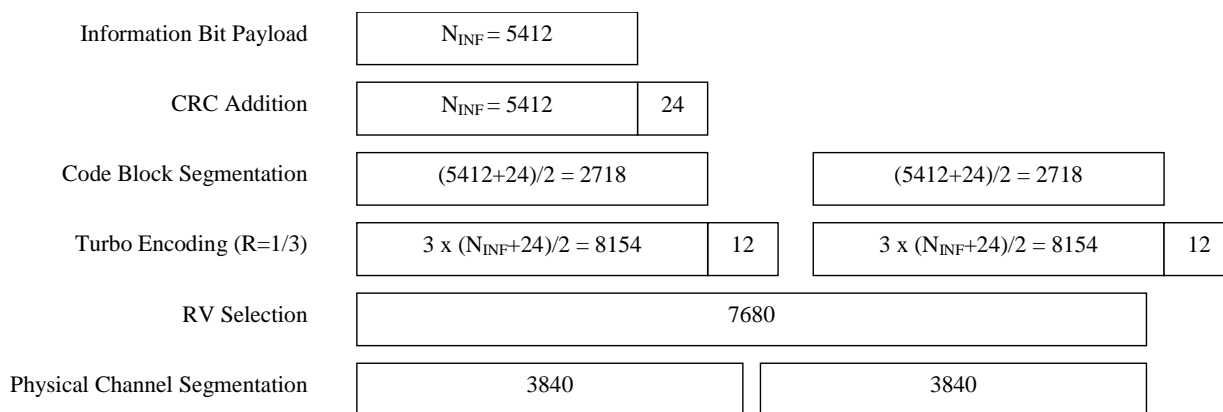 Information Bit Payload N_INF = 5412
CRC Addition N_INF = 5412 24
Code Block Segmentation (5412+24)/2 = 2718 (5412+24)/2 = 2718
Turbo Encoding (R=1/3) 3 x (N_INF+24)/2 = 8154 12 3 x (N_INF+24)/2 = 8154 12
RV Selection 7680
Physical Channel Segmentation 3840 3840